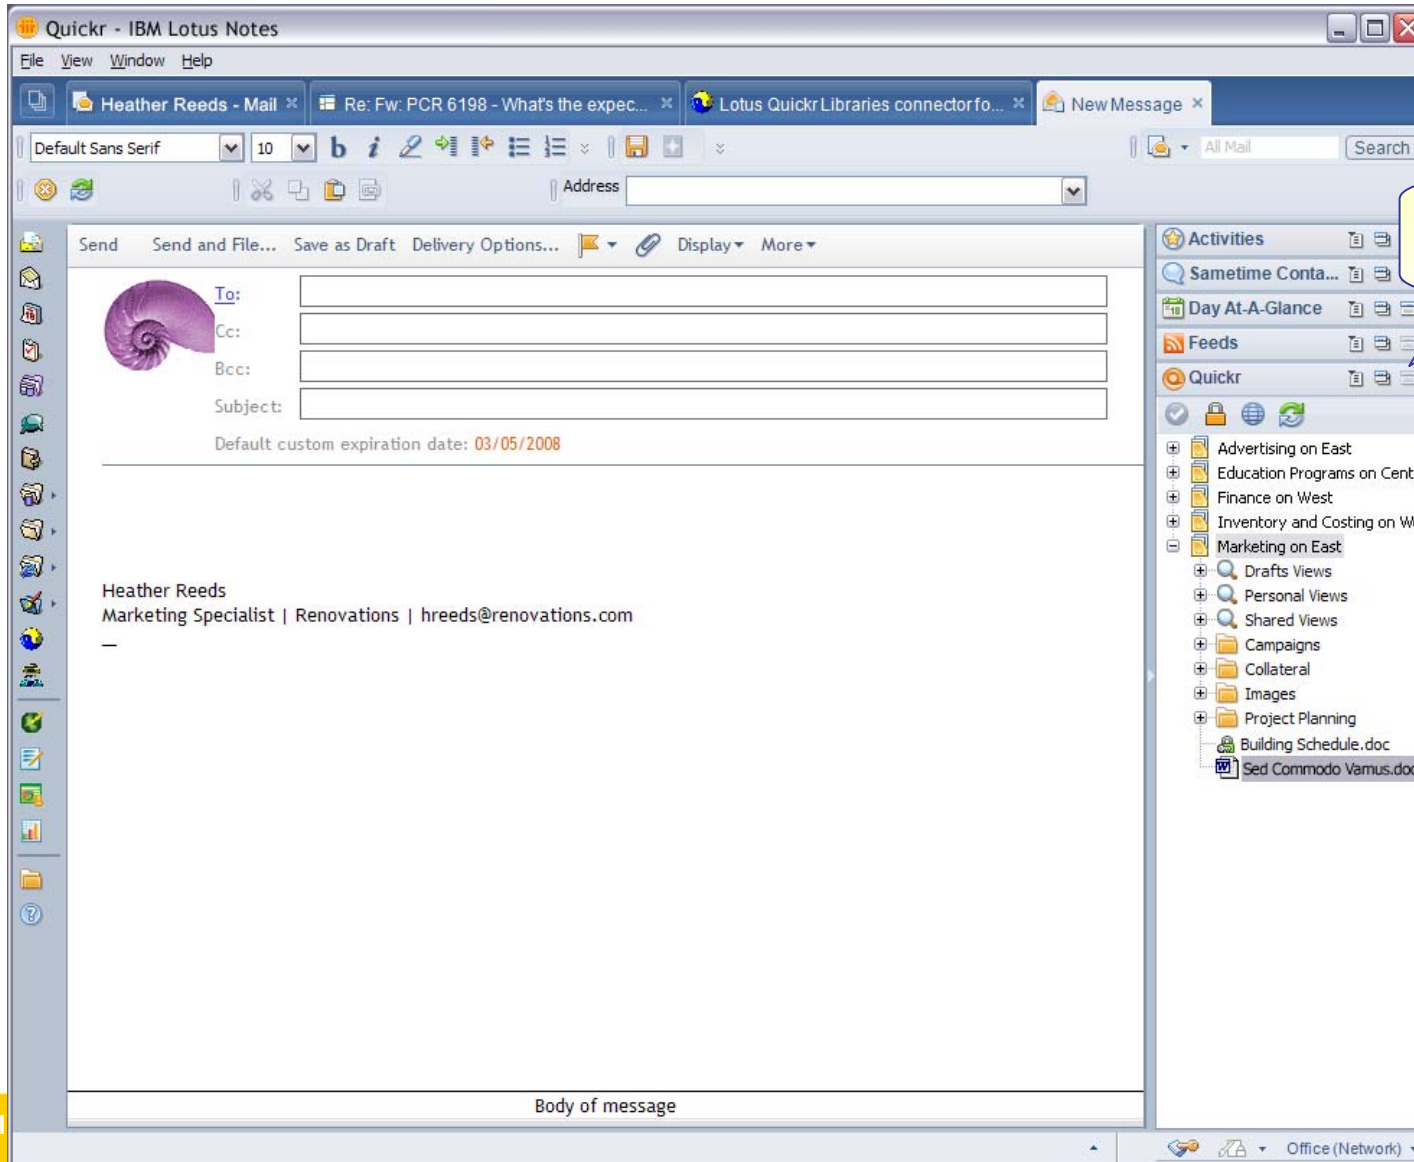 Quickr - IBM Lotus Notes
File View Window Help
Heather Reeds - Mail Re: Fw: PCR 6198 - What's the expec... Lotus Quickr Libraries connector fo... New Message
Default Sans Serif 10 b i All Mail Search
Address
Send Send and File... Save as Draft Delivery Options... Display More
To:
Cc:
Bcc:
Subject:
Default custom expiration date: 03/05/2008
Heather Reeds
Marketing Specialist | Renovations | hreeds@renovations.com
—
Body of message
Activities
Sametime Conta...
18 Day At-A-Glance
Feeds
Quickr
Advertising on East
Education Programs on Cent
Finance on West
Inventory and Costing on W
Marketing on East
Drafts Views
Personal Views
Shared Views
Campaigns
Collateral
Images
Project Planning
Building Schedule.doc
Sed Commodo Vamus.doc
Office (Network)